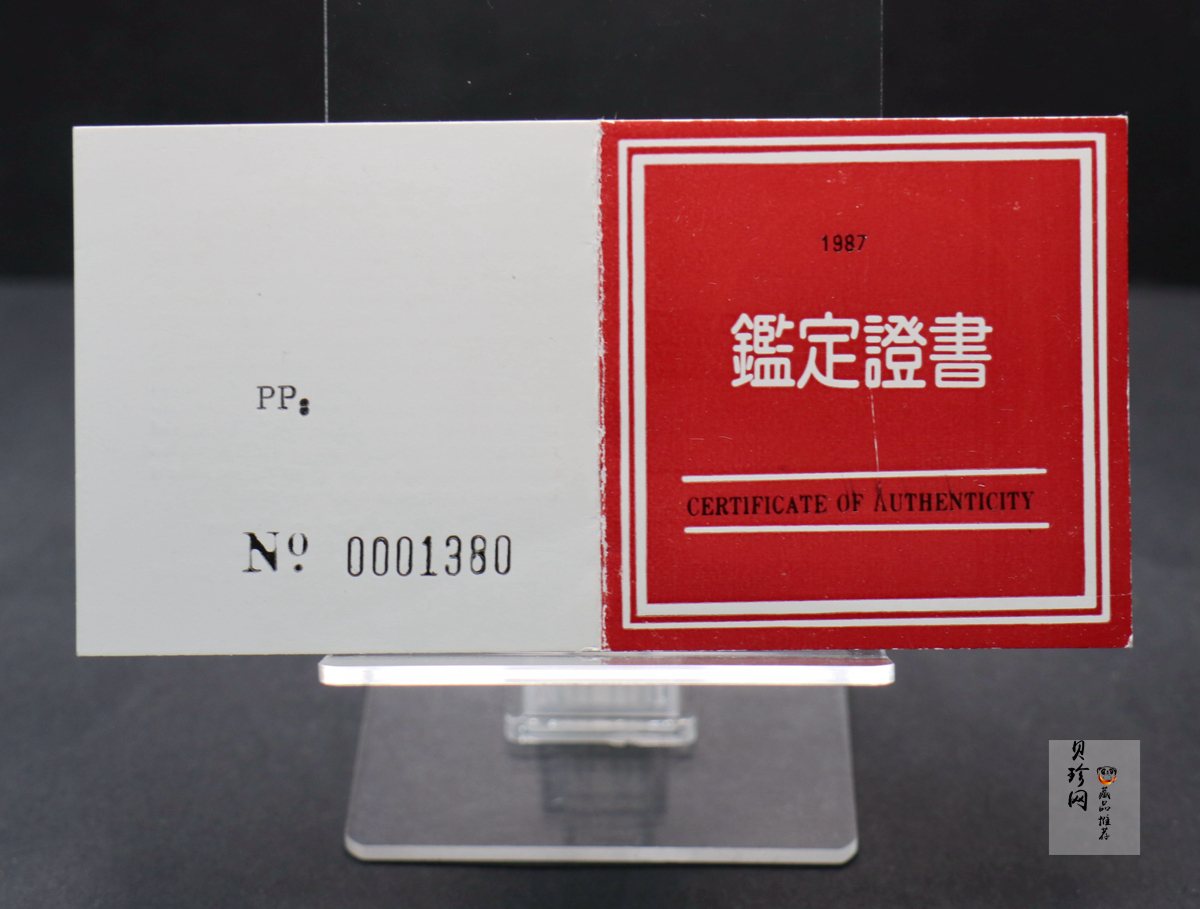 PP:
Nº 0001380
1987
鑑定證書
CERTIFICATE OF AUTHENTICITY
贝珍网
藏品推荐